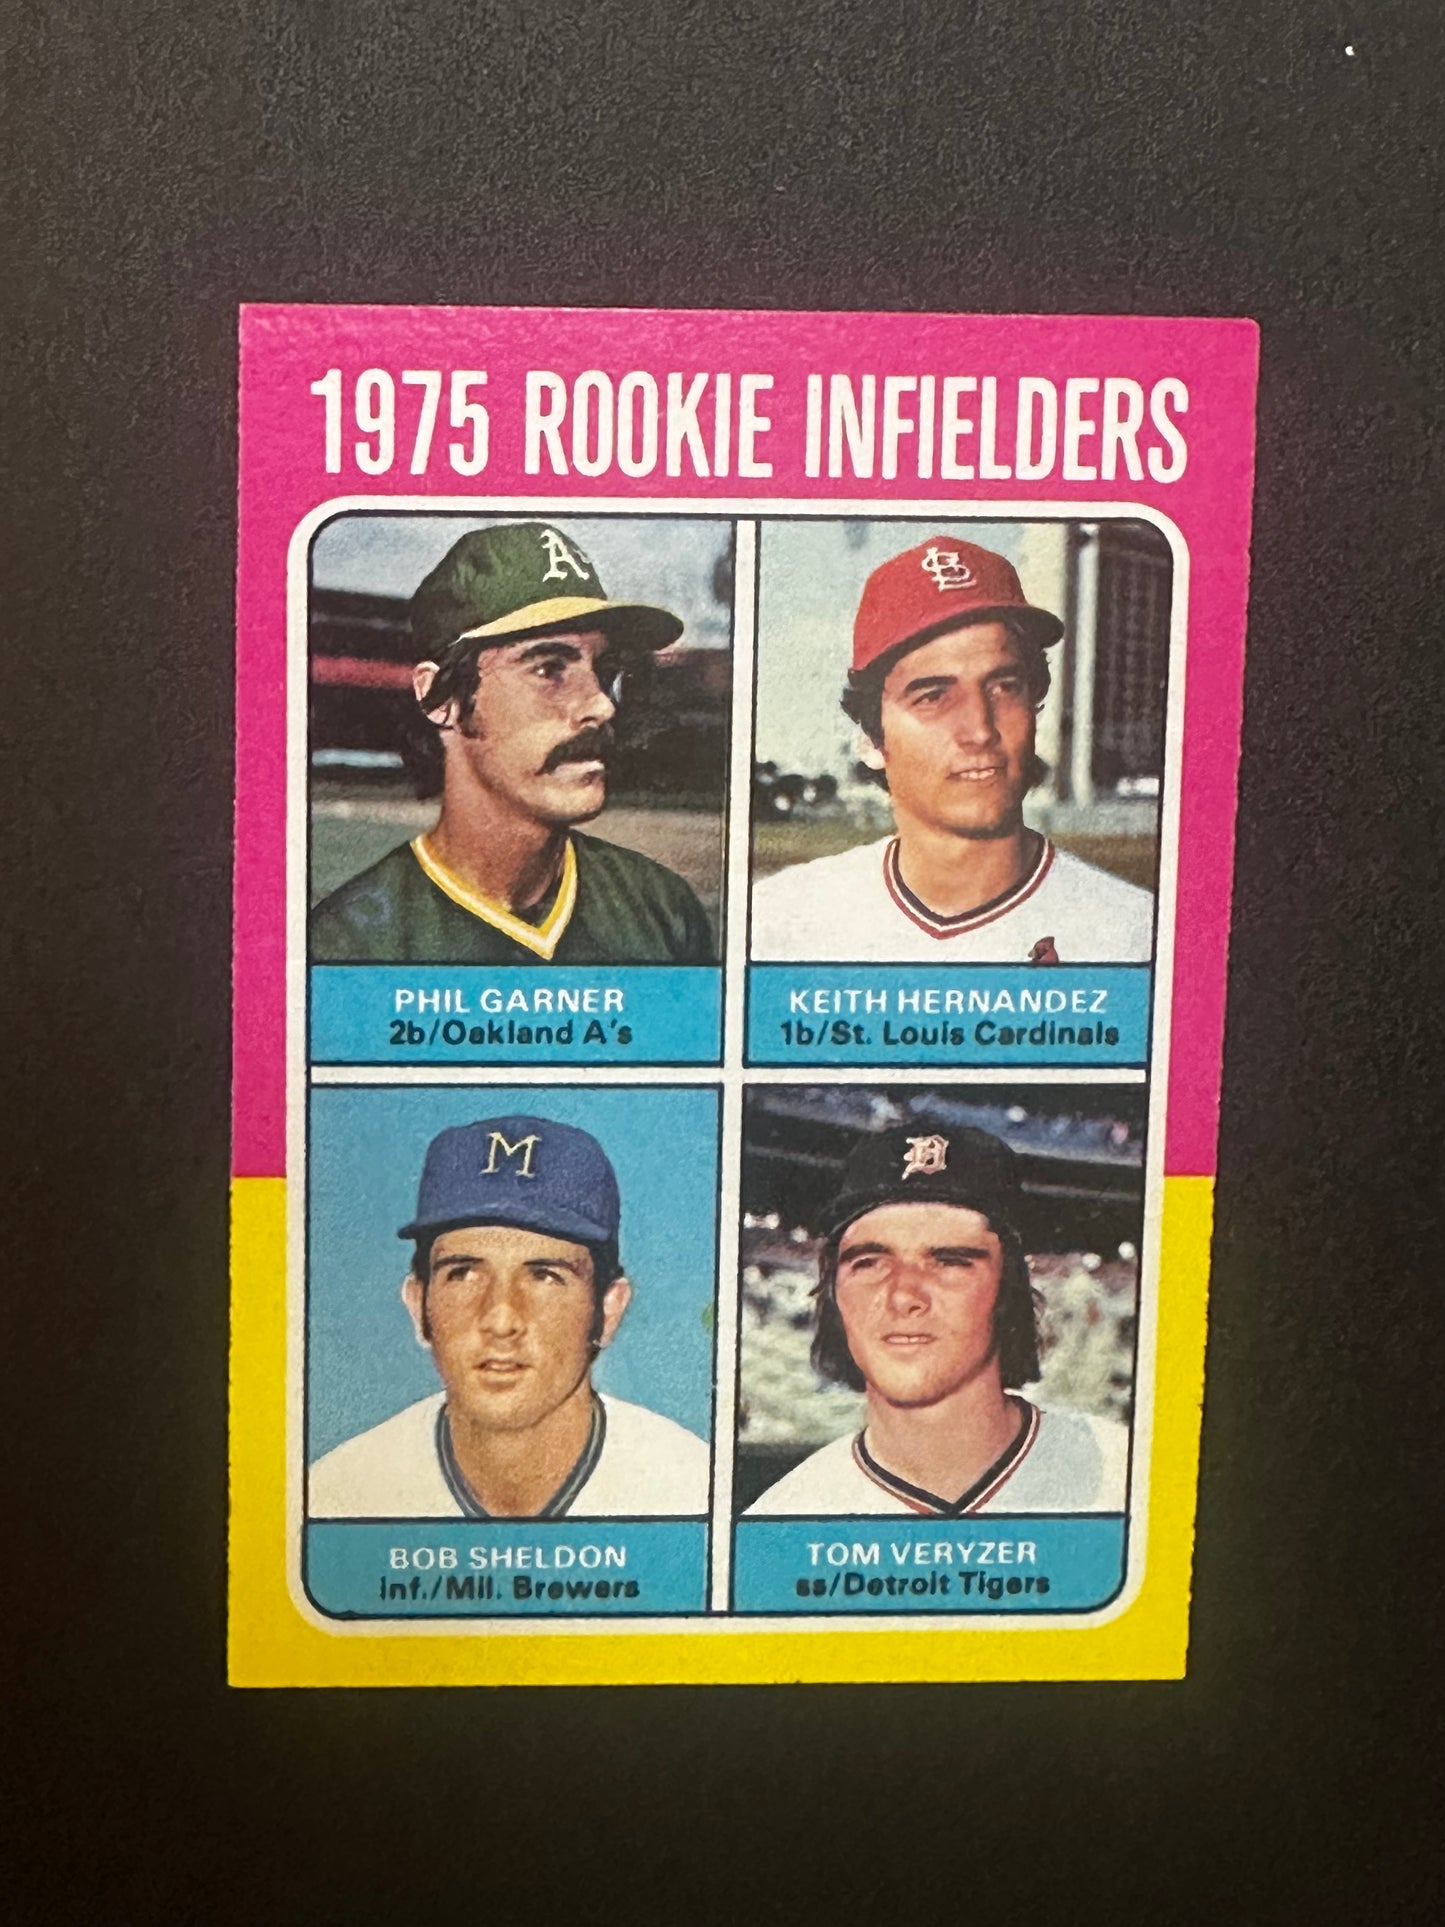 1975 ROOKIE INFIELDERS
A's
STL
PHIL GARNER
2b/Oakland A's
KEITH HERNANDEZ
1b/St. Louis Cardinals
M
D
BOB SHELDON
inf./Mil. Brewers
TOM VERYZER
ss/Detroit Tigers